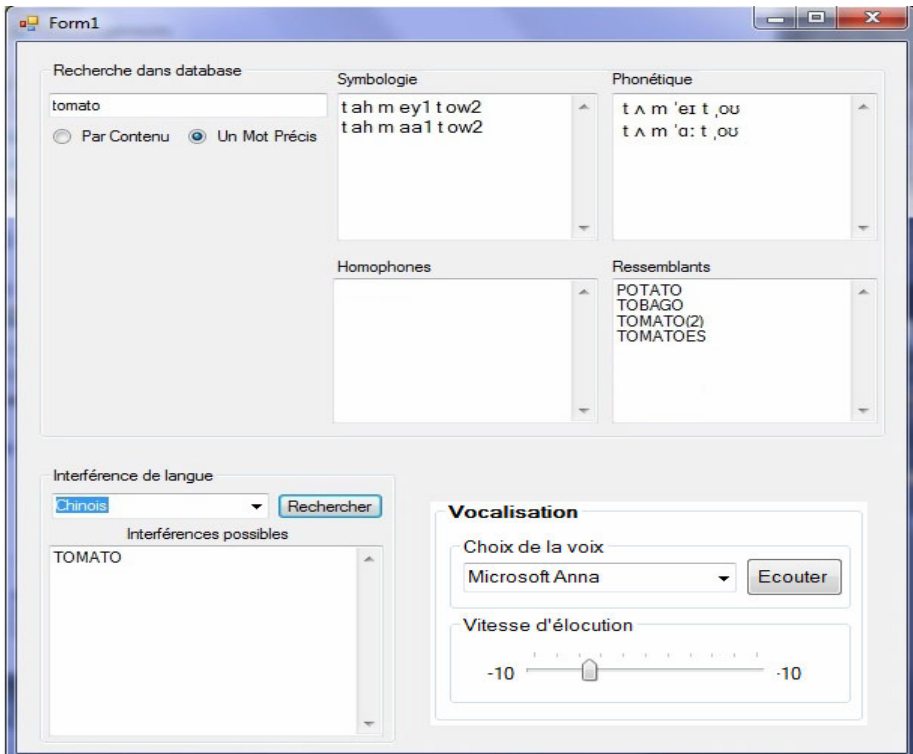 Form1
Recherche dans database
tomato
Par Contenu
Un Mot Précis
Symbologie
t ah m ey1 t ow2
t ah m aa1 t ow2
Phonétique
t ʌ m ˈeɪ t ˌoʊ
t ʌ m ˈɑː t ˌoʊ
Homophones
Ressemblants
POTATO
TOBAGO
TOMATO(2)
TOMATOES
Interférence de langue
Chinois
Rechercher
Interférences possibles
TOMATO
Vocalisation
Choix de la voix
Microsoft Anna
Ecouter
Vitesse d'élocution
-10
-10